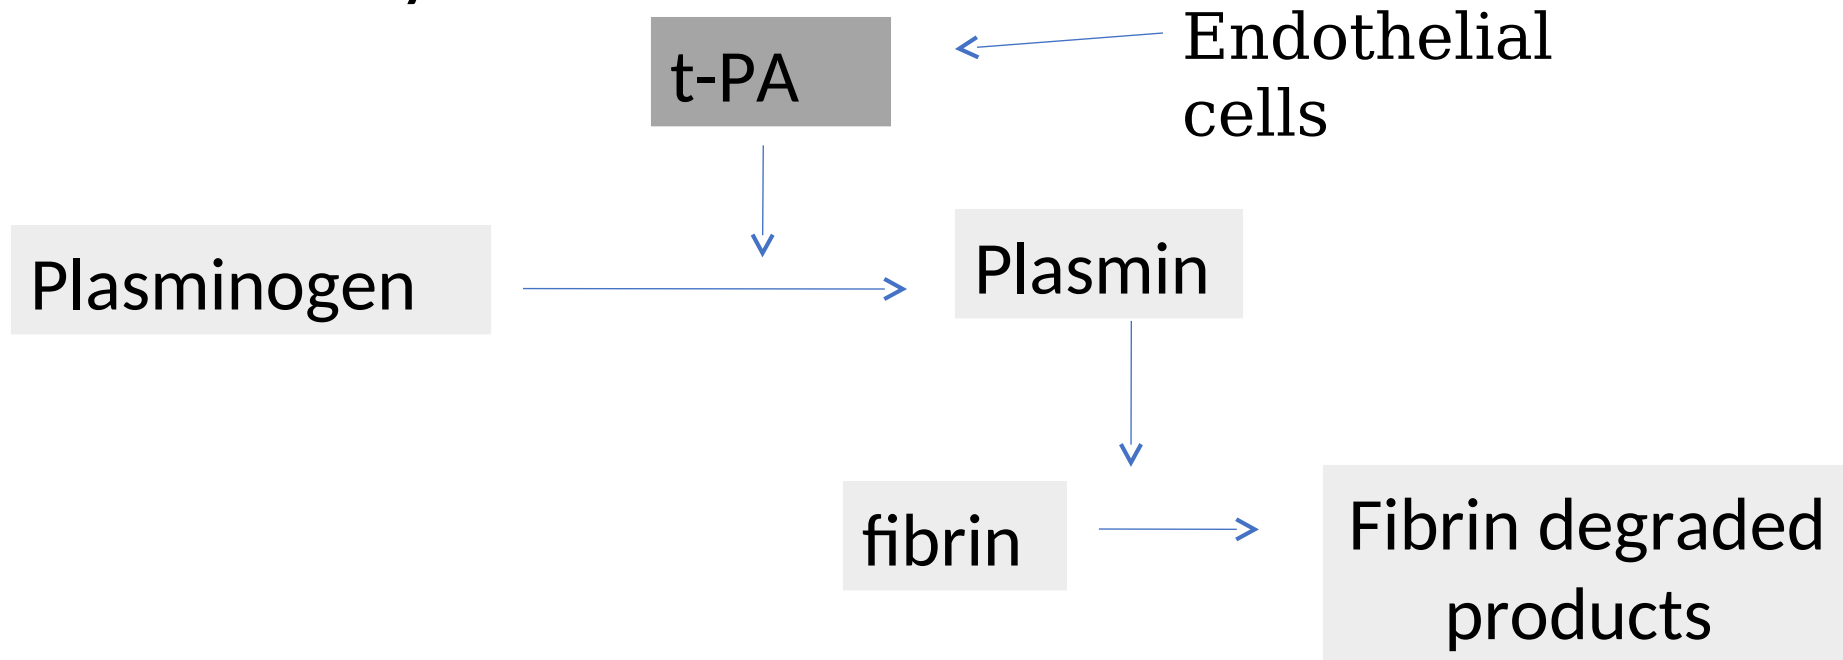 t-PA
Endothelial
cells
Plasminogen
Plasmin
fibrin
Fibrin degraded
products